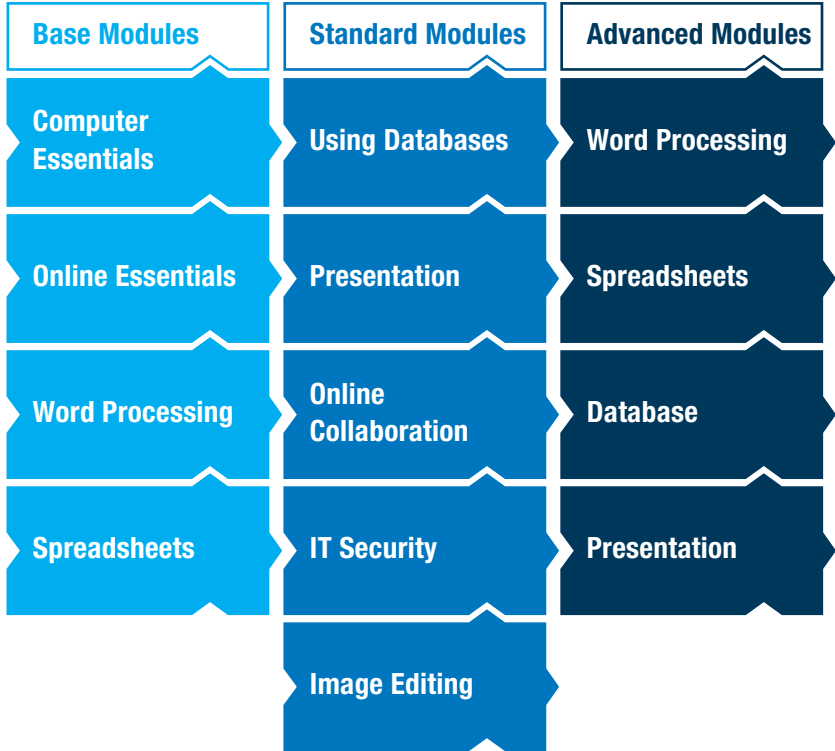 Base Modules
Standard Modules
Advanced Modules
Computer
Essentials
Using Databases
Word Processing
Online Essentials
Presentation
Spreadsheets
Word Processing
Online
Collaboration
Database
Spreadsheets
IT Security
Presentation
Image Editing